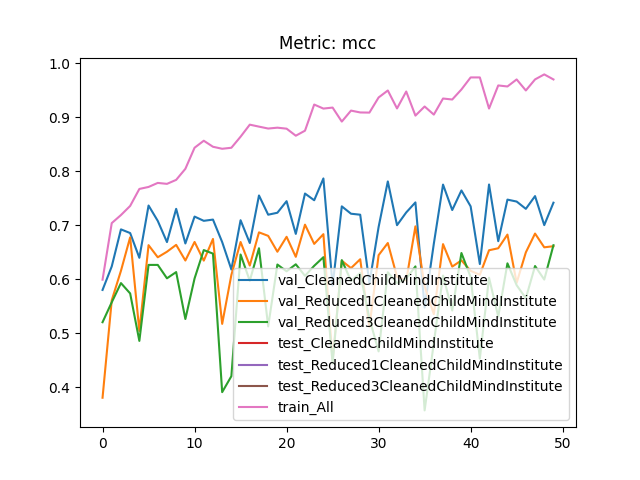 Metric: mcc
1.0
0.9
0.8
0.7
0.6
0.5
0.4
val_CleanedChildMindInstitute
val_Reduced1CleanedChildMindInstitute
val_Reduced3CleanedChildMindInstitute
test_CleanedChildMindInstitute
test_Reduced1CleanedChildMindInstitute
test_Reduced3CleanedChildMindInstitute
train_All
0 10 20 30 40 50